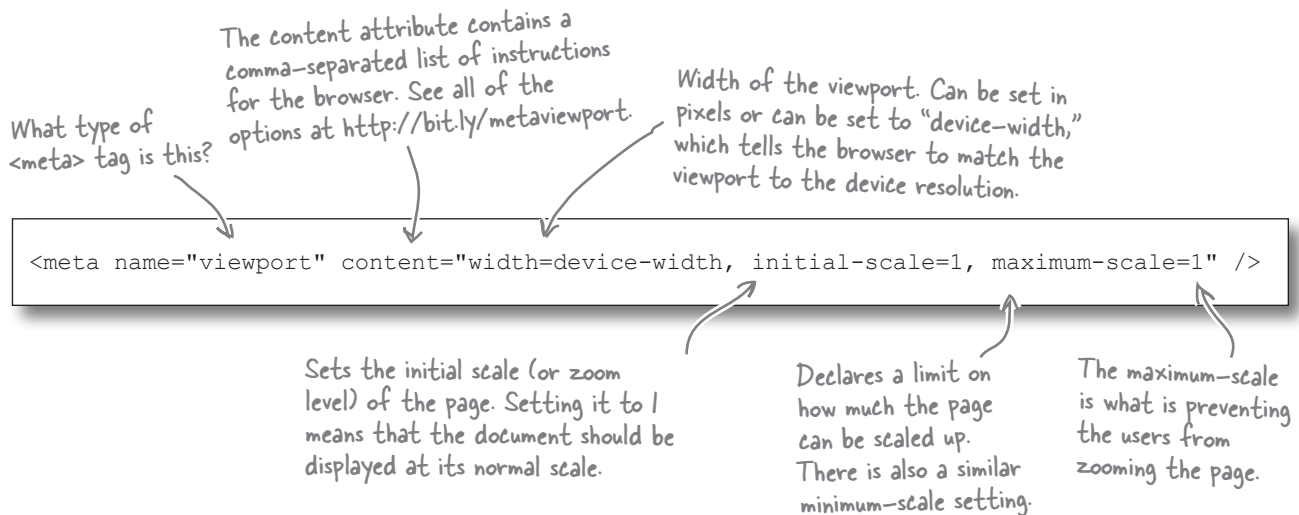 The content attribute contains a
comma-separated list of instructions
for the browser. See all of the
options at http://bit.ly/metaviewport.
What type of
<meta> tag is this?
Width of the viewport. Can be set in
pixels or can be set to “device-width,”
which tells the browser to match the
viewport to the device resolution.
<meta name="viewport" content="width=device-width, initial-scale=1, maximum-scale=1" />
Sets the initial scale (or zoom
level) of the page. Setting it to 1
means that the document should be
displayed at its normal scale.
Declares a limit on
how much the page
can be scaled up.
There is also a similar
minimum-scale setting.
The maximum-scale
is what is preventing
the users from
zooming the page.